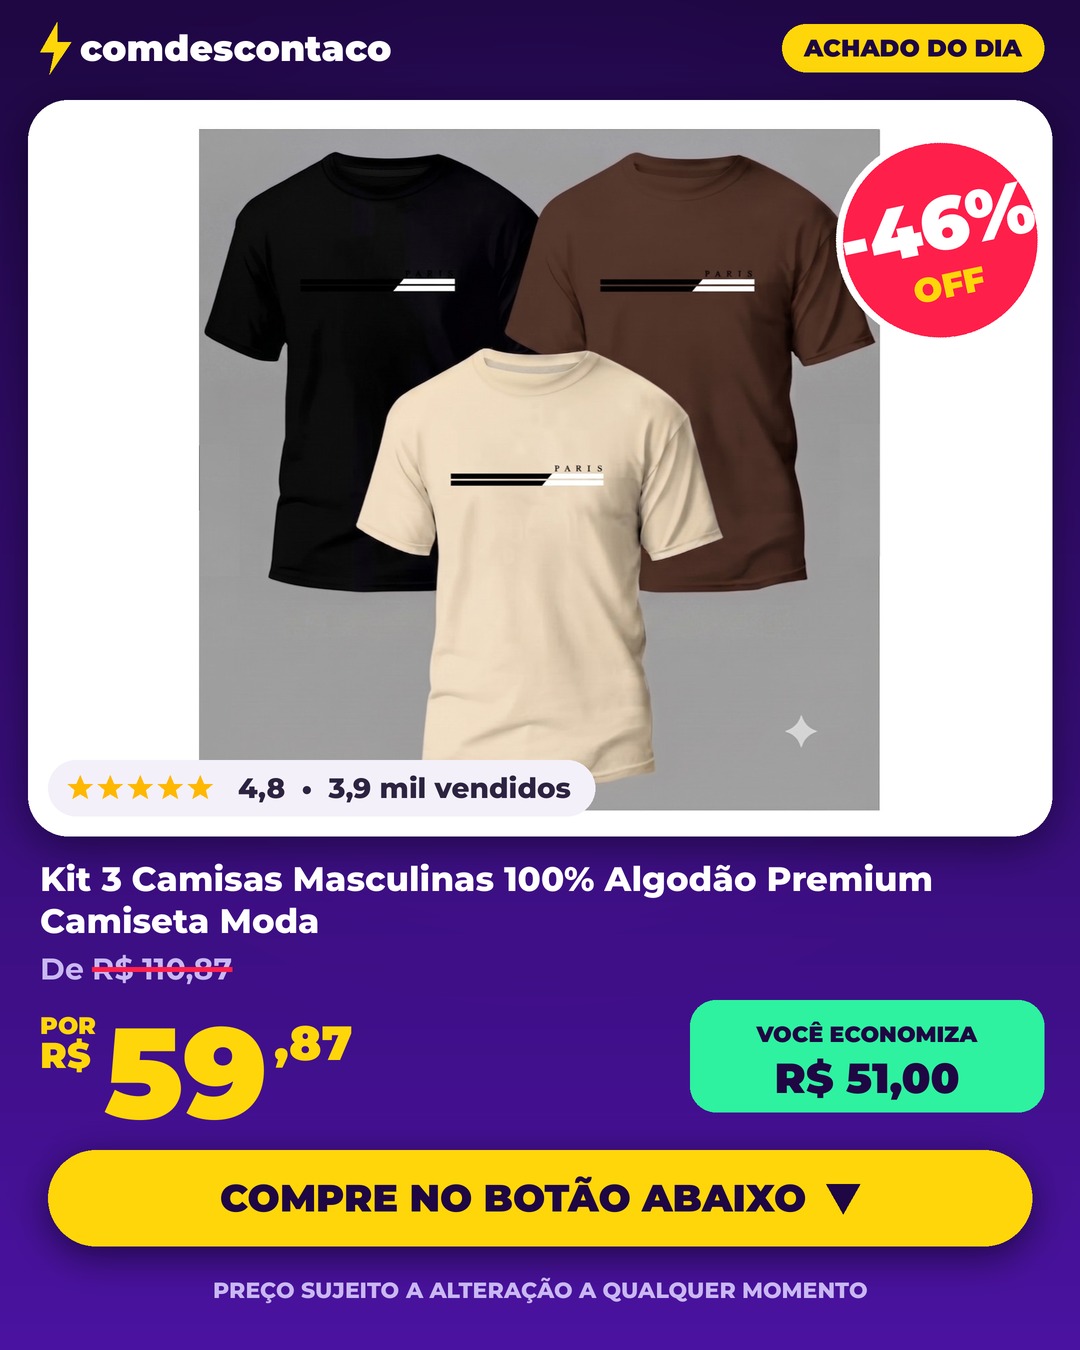 comdescontaco
ACHADO DO DIA
-46%
OFF
PARIS
PARIS
PARIS
4,8 • 3,9 mil vendidos
Kit 3 Camisas Masculinas 100% Algodão Premium
Camiseta Moda
De R$ 110,87
POR
R$ 59,87
VOCÊ ECONOMIZA
R$ 51,00
COMPRE NO BOTÃO ABAIXO ▼
PREÇO SUJEITO A ALTERAÇÃO A QUALQUER MOMENTO